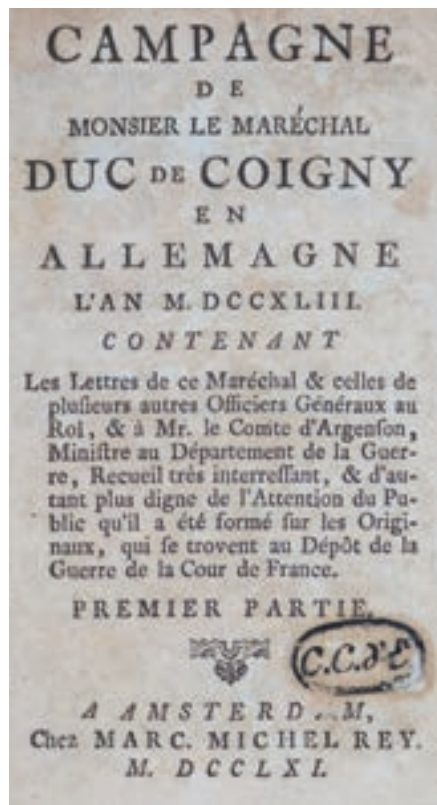 CAMPAGNE
DE
MONSIER LE MARÉCHAL
DUC DE COIGNY
EN
ALLEMAGNE
L'AN M. DCCXLIII.
CONTENANT
Les Lettres de ce Maréchal & celles de
pluſieurs autres Officiers Généraux au
Roi, & à Mr. le Comte d'Argenſon,
Miniſtre au Département de la Guer-
re, Recueil très interreſſant, & d'au-
tant plus digne de l'Attention du Pu-
blic qu'il a été formé ſur les Origi-
naux, qui ſe trovent au Dépôt de la
Guerre de la Cour de France.
PREMIER PARTIE.
C.C.d'E
A AMSTERDAM,
Chez MARC. MICHEL REY.
M. DCCLXI.